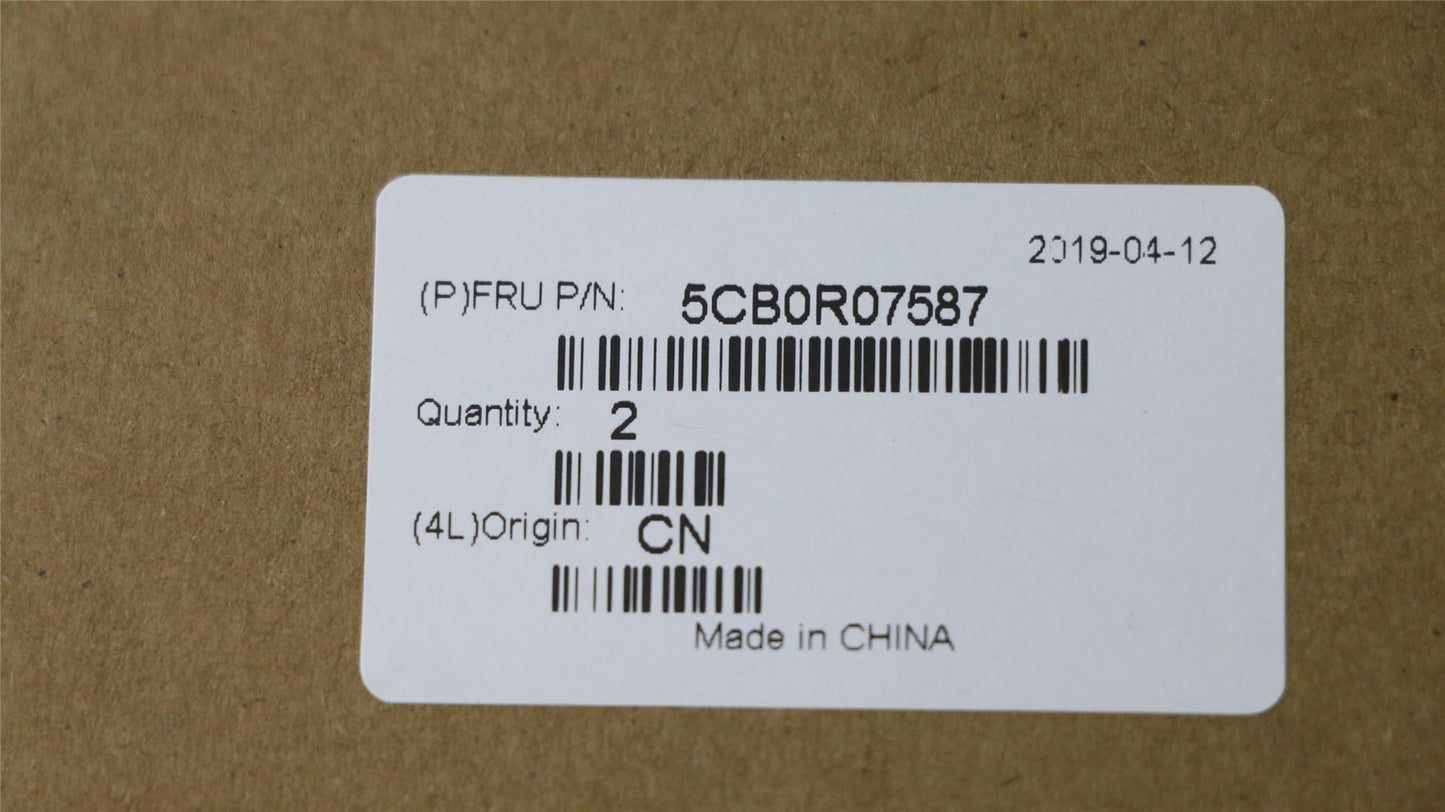 2019-04-12
(P)FRU P/N: 5CB0R07587
Quantity: 2
(4L)Origin: CN
Made in CHINA